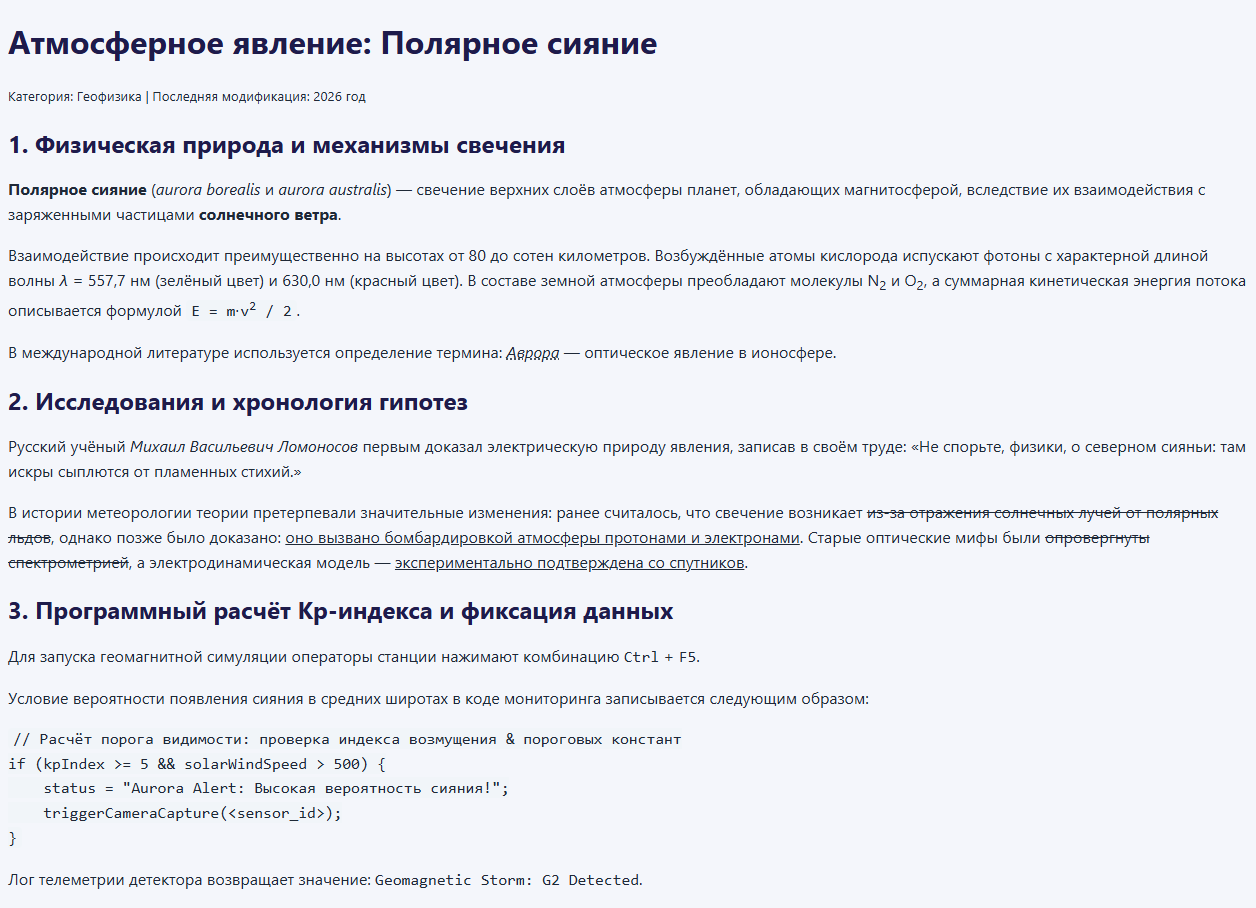 Атмосферное явление: Полярное сияние
Категория: Геофизика | Последняя модификация: 2026 год
1. Физическая природа и механизмы свечения
Полярное сияние (aurora borealis и aurora australis) — свечение верхних слоёв атмосферы планет, обладающих магнитосферой, вследствие их взаимодействия с
заряженными частицами солнечного ветра.
Взаимодействие происходит преимущественно на высотах от 80 до сотен километров. Возбуждённые атомы кислорода испускают фотоны с характерной длиной
волны λ = 557,7 нм (зелёный цвет) и 630,0 нм (красный цвет). В составе земной атмосферы преобладают молекулы N₂ и O₂, а суммарная кинетическая энергия потока
описывается формулой E = m·v² / 2.
В международной литературе используется определение термина: Аврора — оптическое явление в ионосфере.
2. Исследования и хронология гипотез
Русский учёный Михаил Васильевич Ломоносов первым доказал электрическую природу явления, записав в своём труде: «Не спорьте, физики, о северном сияньи: там
искры сыплются от пламенных стихий.»
В истории метеорологии теории претерпевали значительные изменения: ранее считалось, что свечение возникает из-за отражения солнечных лучей от полярных
льдов, однако позже было доказано: оно вызвано бомбардировкой атмосферы протонами и электронами. Старые оптические мифы были опровергнуты
спектрометрией, а электродинамическая модель — экспериментально подтверждена со спутников.
3. Программный расчёт Kp-индекса и фиксация данных
Для запуска геомагнитной симуляции операторы станции нажимают комбинацию Ctrl + F5.
Условие вероятности появления сияния в средних широтах в коде мониторинга записывается следующим образом:
// Расчёт порога видимости: проверка индекса возмущения & пороговых констант
if (kpIndex >= 5 && solarWindSpeed > 500) {
    status = "Aurora Alert: Высокая вероятность сияния!";
    triggerCameraCapture(<sensor_id>);
}
Лог телеметрии детектора возвращает значение: Geomagnetic Storm: G2 Detected.